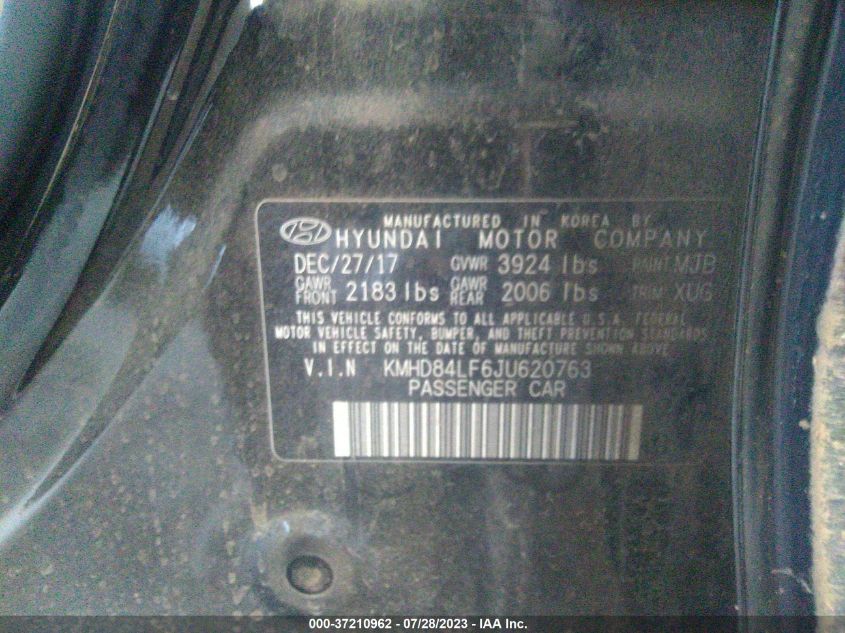 MANUFACTURED IN KOREA BY
HYUNDAI MOTOR COMPANY
DEC/27/17 GVWR 3924 lbs PAINT MJB
GAWR FRONT 2183 lbs GAWR REAR 2006 lbs TRIM XUG
THIS VEHICLE CONFORMS TO ALL APPLICABLE U.S.A. FEDERAL
MOTOR VEHICLE SAFETY, BUMPER, AND THEFT PREVENTION STANDARDS
IN EFFECT ON THE DATE OF MANUFACTURE SHOWN ABOVE.
V.I.N KMHD84LF6JU620763
PASSENGER CAR
000-37210962 - 07/28/2023 - IAA Inc.